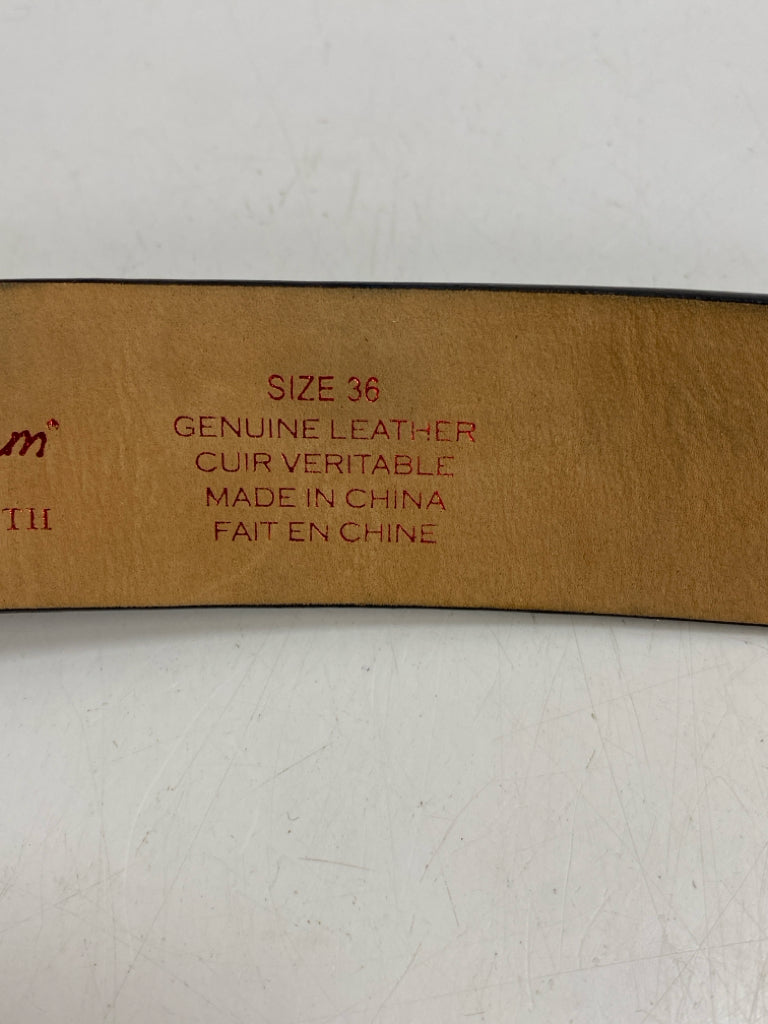 SIZE 36
GENUINE LEATHER
CUIR VERITABLE
MADE IN CHINA
FAIT EN CHINE